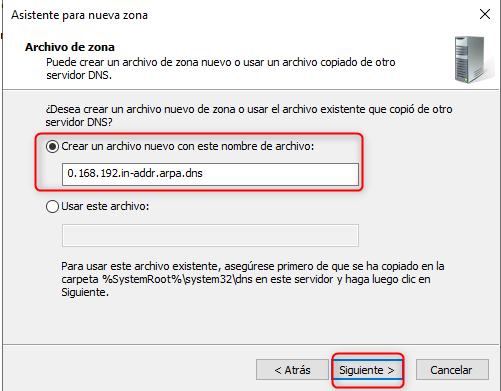 Asistente para nueva zona
Archivo de zona
Puede crear un archivo de zona nuevo o usar un archivo copiado de otro
servidor DNS.
¿Desea crear un archivo nuevo de zona o usar el archivo existente que copió de otro
servidor DNS?
Crear un archivo nuevo con este nombre de archivo:
0.168.192.in-addr.arpa.dns
Usar este archivo:
Para usar este archivo existente, asegúrese primero de que se ha copiado en la
carpeta %SystemRoot%\system32\dns en este servidor y haga luego clic en
Siguiente.
< Atrás
Siguiente >
Cancelar